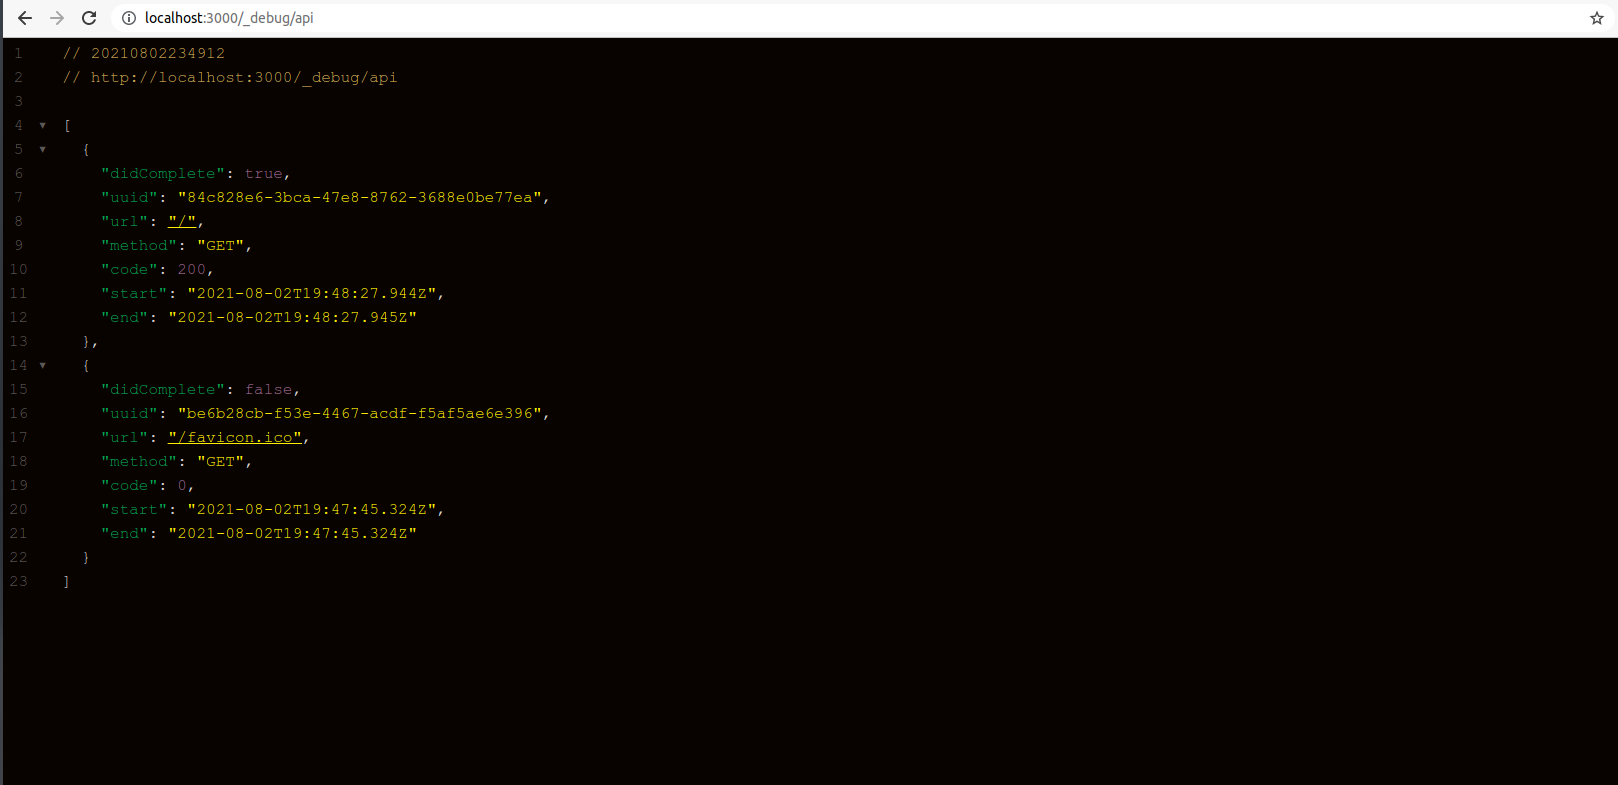 localhost:3000/_debug/api
1 // 20210802234912
2 // http://localhost:3000/_debug/api
3
4 [
5 {
6 "didComplete": true,
7 "uuid": "84c828e6-3bca-47e8-8762-3688e0be77ea",
8 "url": "/",
9 "method": "GET",
10 "code": 200,
11 "start": "2021-08-02T19:48:27.944Z",
12 "end": "2021-08-02T19:48:27.945Z"
13 },
14 {
15 "didComplete": false,
16 "uuid": "be6b28cb-f53e-4467-acdf-f5af5ae6e396",
17 "url": "/favicon.ico",
18 "method": "GET",
19 "code": 0,
20 "start": "2021-08-02T19:47:45.324Z",
21 "end": "2021-08-02T19:47:45.324Z"
22 }
23 ]